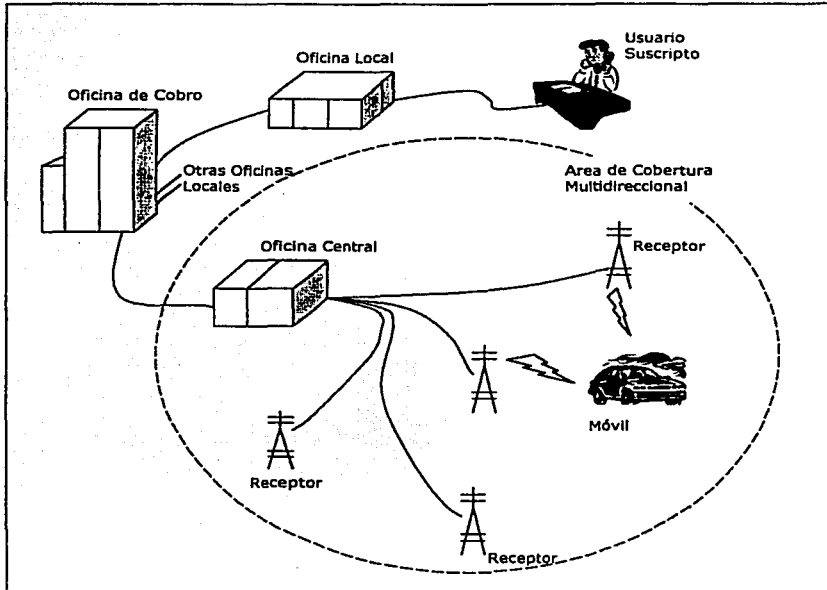 Usuario
Suscripto
Oficina Local
Oficina de Cobro
Otras Oficinas
Locales
Area de Cobertura
Multidireccional
Oficina Central
Receptor
Móvil
Receptor
Receptor